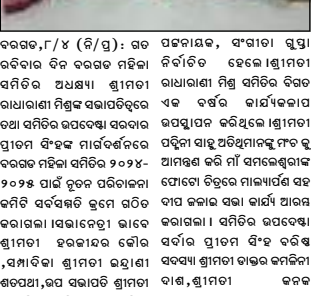 ବରଗଡ,୮/୪ (ନି/ପ୍ର): ଗତ
ରବିବାର ଦିନ ବରଗଡ ମହିଳା
ସମିତିର ଅଧକ୍ଷ୍ୟା ଶ୍ରୀମତୀ
ରାଧାରାଣୀ ମିଶ୍ରଙ୍କ ସଭାପତିତ୍ୱରେ
ତଥା ସମିତିର ଉପଦେଷ୍ଟା ସରଦାର
ପ୍ରୀତମ ସିଂହଙ୍କ ମାର୍ଗଦର୍ଶନରେ
ବରଗଡ ମହିଳା ସମିତିର ୨୦୨୪-
୨୦୨୫ ପାଇଁ ନୂତନ ପରିଚାଳନା
କମିଟି ସର୍ବସମ୍ମତି କ୍ରମେ ଗଠିତ
କରାଗଲା ।ସଭାନେତ୍ରୀ ଭାବେ
ଶ୍ରୀମତୀ ହରଜୀନ୍ଦର କୌର
,ସମ୍ପାଦିକା ଶ୍ରୀମତୀ ଇନ୍ଦ୍ରାଣୀ
ଶତପଥୀ,ଉପ ସଭାପତି ଶ୍ରୀମତୀ
ପଟ୍ଟନାୟକ, ସଂଗୀତା ଗୁପ୍ତା
ନିର୍ବାଚିତ ହେଲେ ।ଶ୍ରୀମତୀ
ରାଧାରାଣୀ ମିଶ୍ର ସମିତିର ବିଗତ
ଏକ ବର୍ଷର କାର୍ଯ୍ୟକଳାପ
ଉପସ୍ଥାପନ କରିଥିଲେ ।ଶ୍ରୀମତୀ
ପଦ୍ମିନୀ ସାହୁ ଅତିଥିମାନଙ୍କୁ ମଂଚ କୁ
ଆମନ୍ତ୍ରଣ କରି ମାଁ ସମଲେଶ୍ୱରୀଙ୍କ
ଫୋଟୋ ଚିତ୍ରରେ ମାଲ୍ୟାର୍ପଣ ସହ
ଦୀପ ଜଳାଇ ସଭା କାର୍ଯ୍ୟ ଆରମ୍ଭ
କରାଗଲା । ସମିତିର ଉପଦେଷ୍ଟା
ସର୍ଦାର ପ୍ରୀତମ ସିଂହ ବରିଷ୍ଠ
ସଦସ୍ୟା ଶ୍ରୀମତୀ ଡାକ୍ତର କମଳିନୀ
ଦାଶ,ଶ୍ରୀମତୀ କନକ